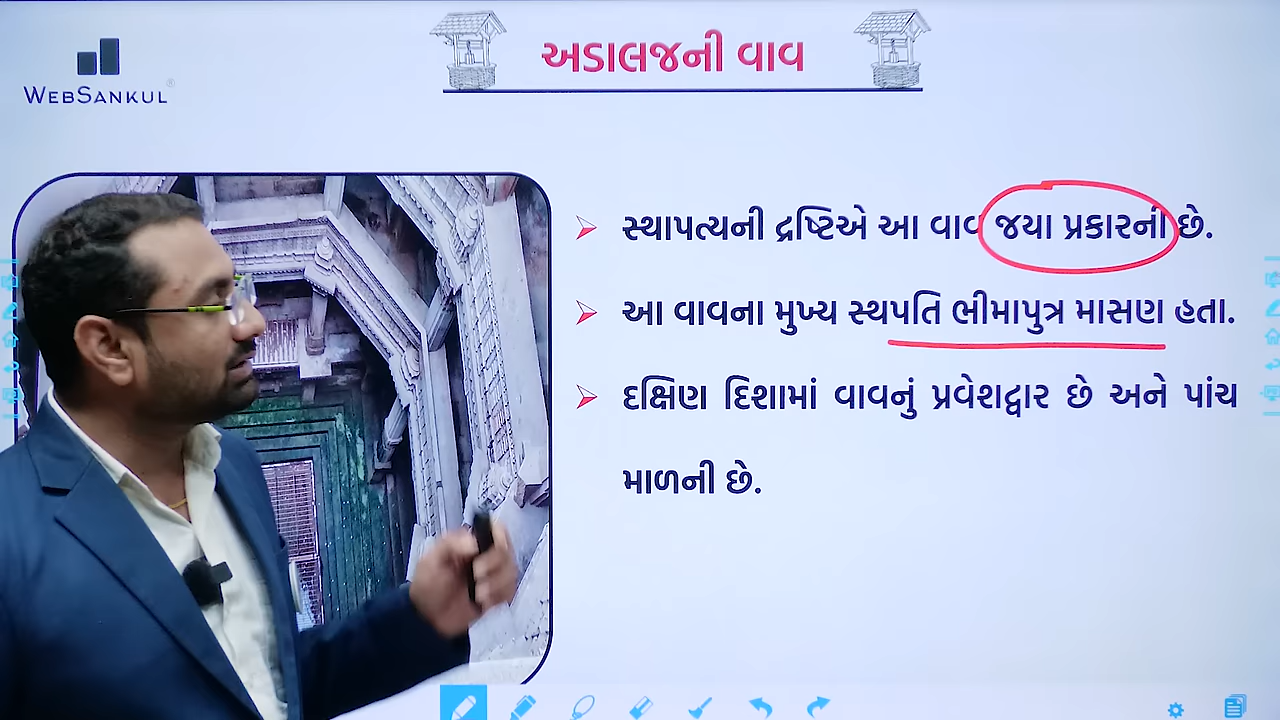 WEBSANKUL®
અડાલજની વાવ
સ્થાપત્યની દ્રષ્ટિએ આ વાવ જયા પ્રકારની છે.
આ વાવના મુખ્ય સ્થપતિ ભીમાપુત્ર માસણ હતા.
દક્ષિણ દિશામાં વાવનું પ્રવેશદ્વાર છે અને પાંચ
માળની છે.